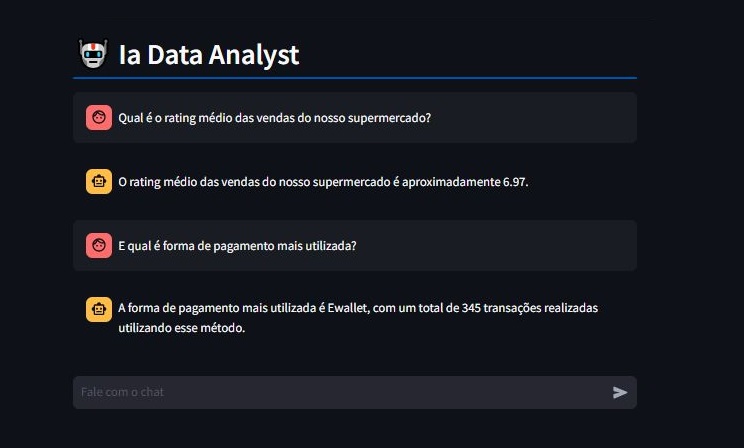 Ia Data Analyst
Qual é o rating médio das vendas do nosso supermercado?
O rating médio das vendas do nosso supermercado é aproximadamente 6.97.
E qual é forma de pagamento mais utilizada?
A forma de pagamento mais utilizada é Ewallet, com um total de 345 transações realizadas
utilizando esse método.
Fale com o chat